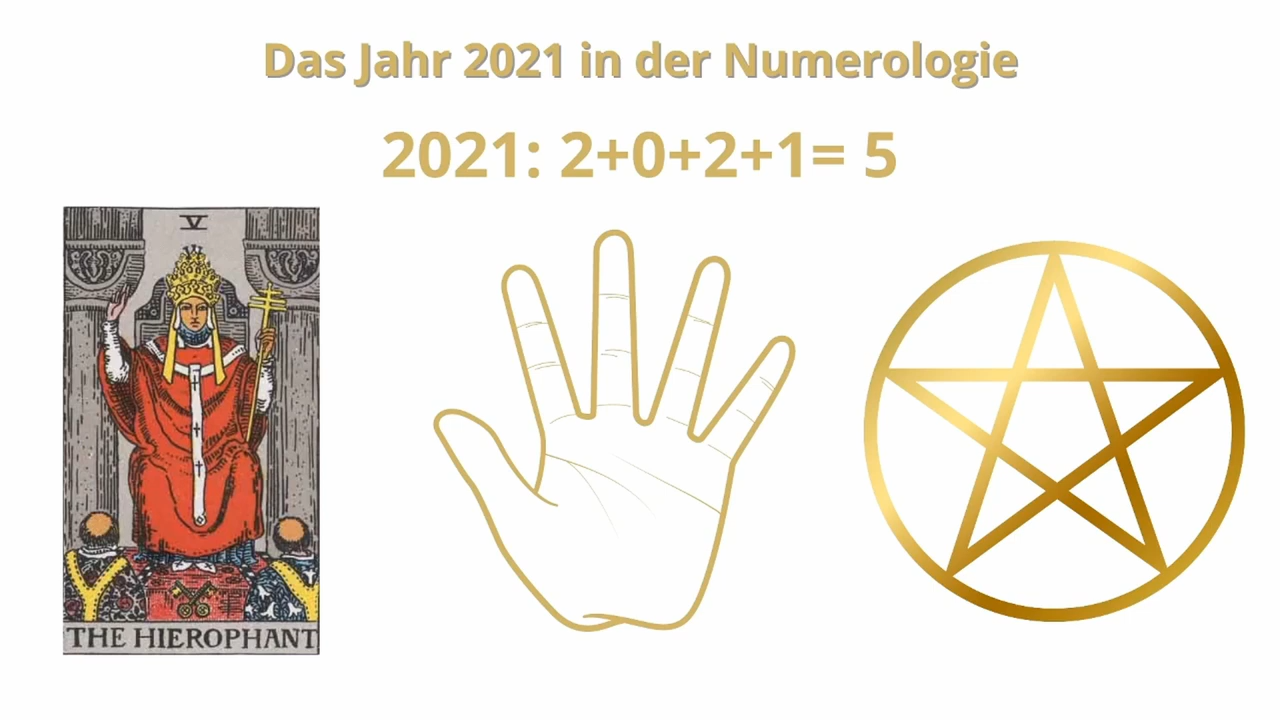 Das Jahr 2021 in der Numerologie
2021: 2+0+2+1= 5
V
THE HIEROPHANT